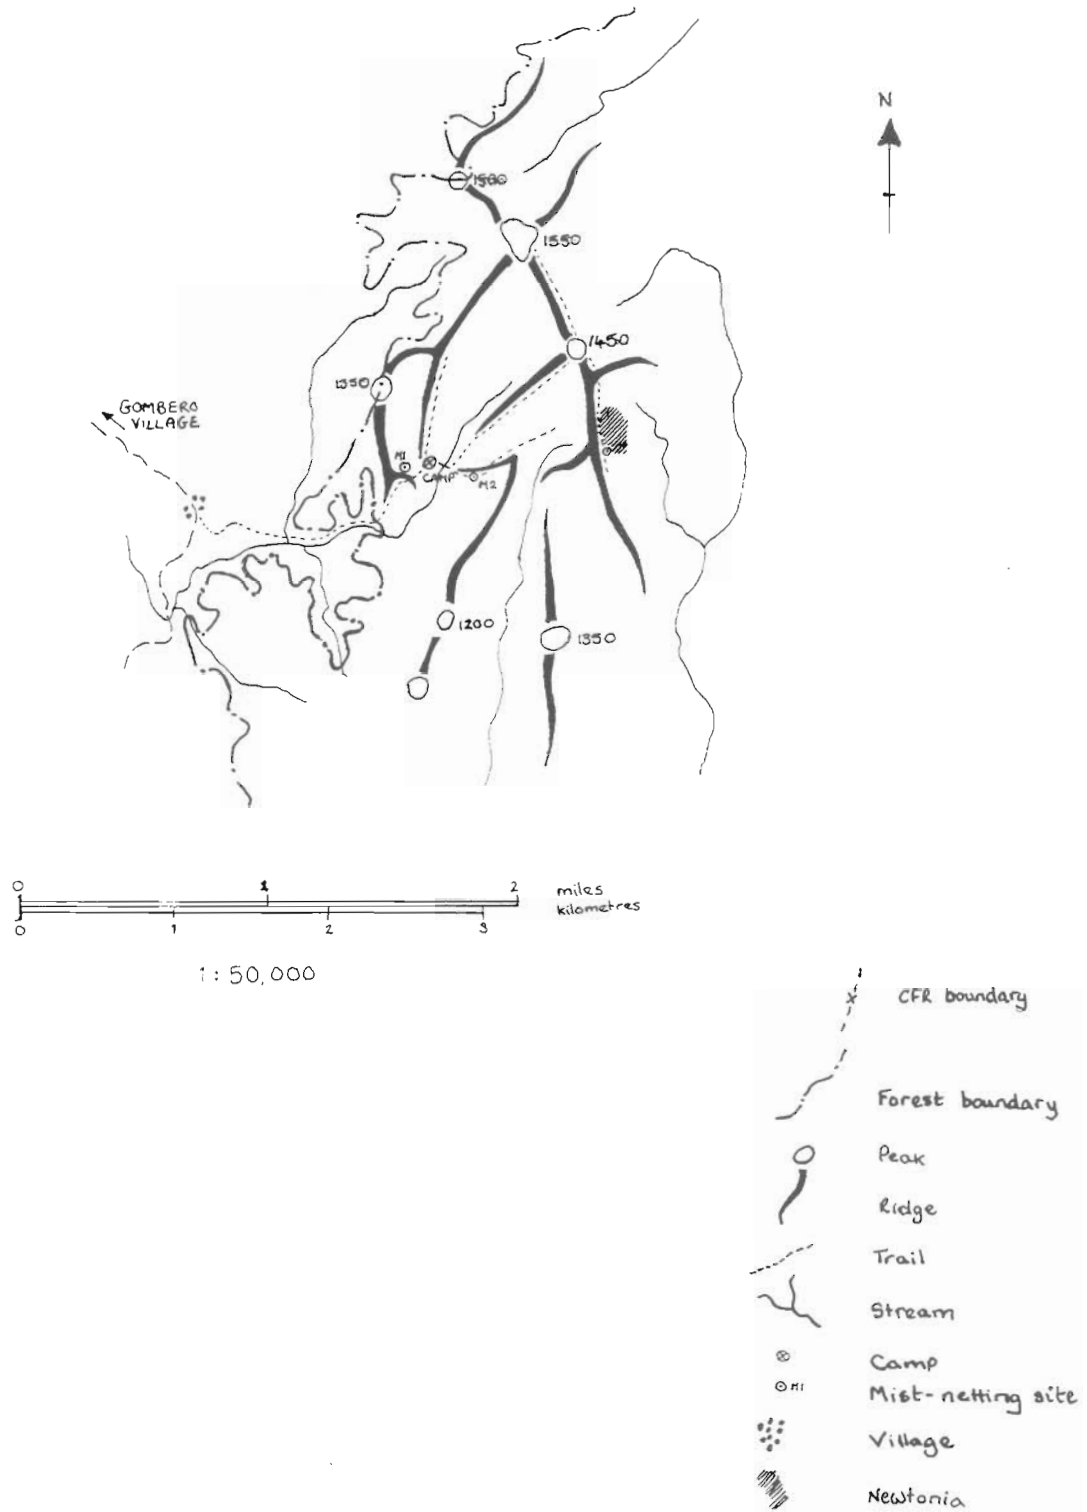 N
1500
1550
1450
1350
GOMBERO
VILLAGE
M1
CAMP
M2
1200
1350
0 1 2 miles
kilometres
0 1 2 3
1:50,000
CFR boundary
Forest boundary
Peak
Ridge
Trail
Stream
Camp
M1 Mist-netting site
Village
Newtonia